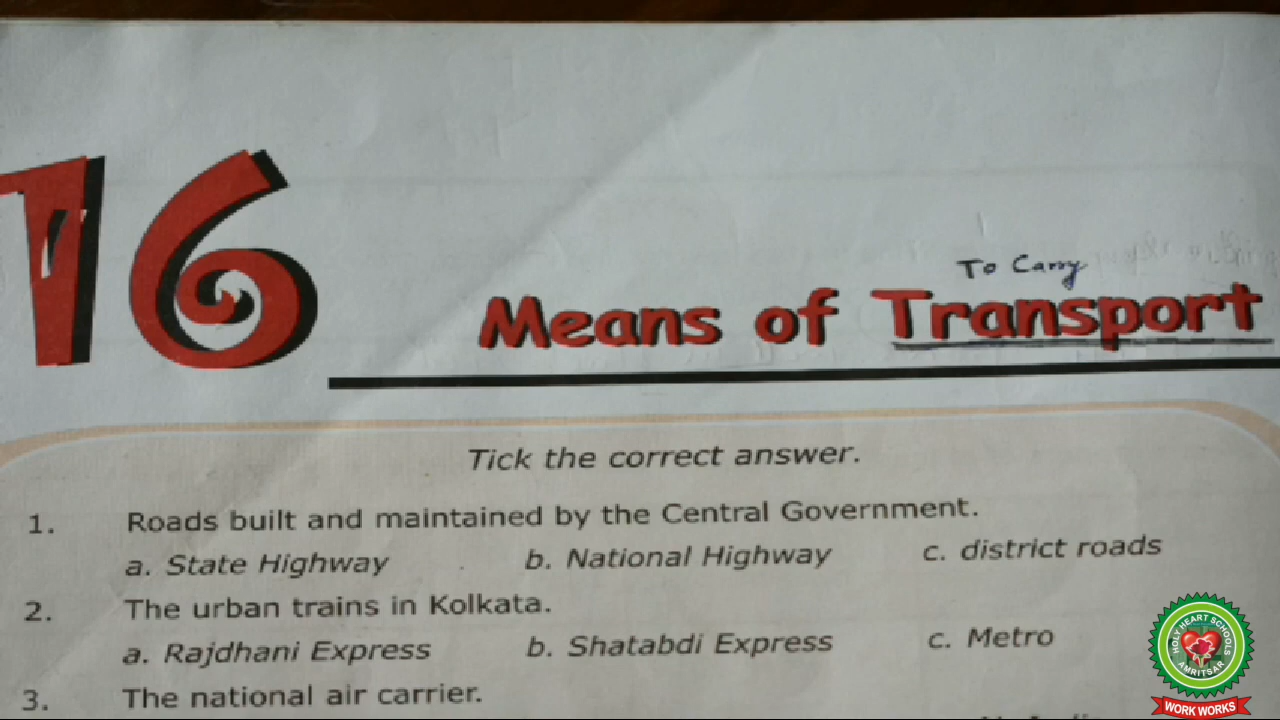 16
To Carry
Means of Transport
Tick the correct answer.
1. Roads built and maintained by the Central Government.
a. State Highway b. National Highway c. district roads
2. The urban trains in Kolkata.
a. Rajdhani Express b. Shatabdi Express c. Metro
3. The national air carrier.
HOLY HEART SCHOOLS
AMRITSAR
WORK WORKS